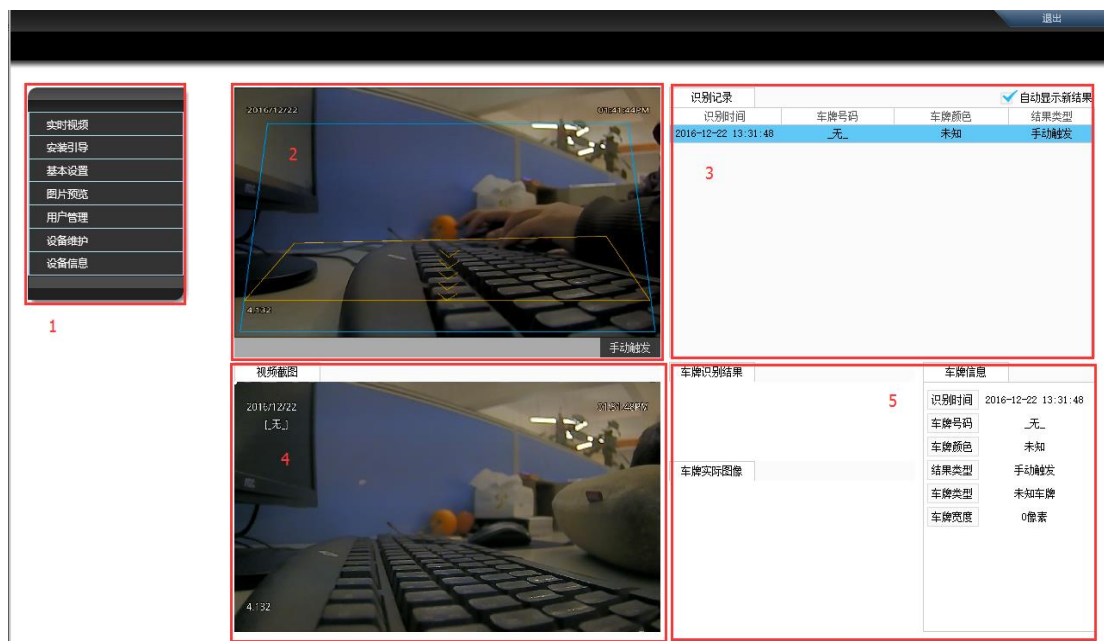 退出
实时视频
安装引导
基本设置
图片预览
用户管理
设备维护
设备信息
1
2016/12/22 01:41:44PM
2
4.132
手动触发
识别记录 自动显示新结果
识别时间 车牌号码 车牌颜色 结果类型
2016-12-22 13:31:48 _无_ 未知 手动触发
3
视频截图
2016/12/22
[_无_]
4
4.132
车牌识别结果
车牌实际图像
5
车牌信息
识别时间 2016-12-22 13:31:48
车牌号码 _无_
车牌颜色 未知
结果类型 手动触发
车牌类型 未知车牌
车牌宽度 0像素